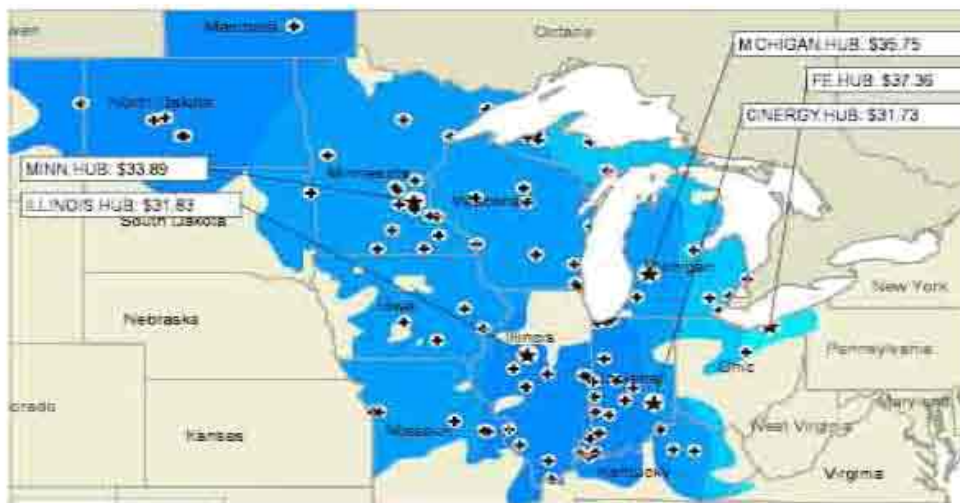 Manitoba
Ontario
MICHIGAN.HUB: $35.75
FE.HUB: $37.36
CINERGY.HUB: $31.73
North Dakota
MINN.HUB: $33.89
Minnesota
ILLINOIS.HUB: $31.83
South Dakota
Michigan
New York
Nebraska
Iowa
Illinois
Pennsylvania
Ohio
Kansas
Missouri
Maryland
West Virginia
Kentucky
Virginia